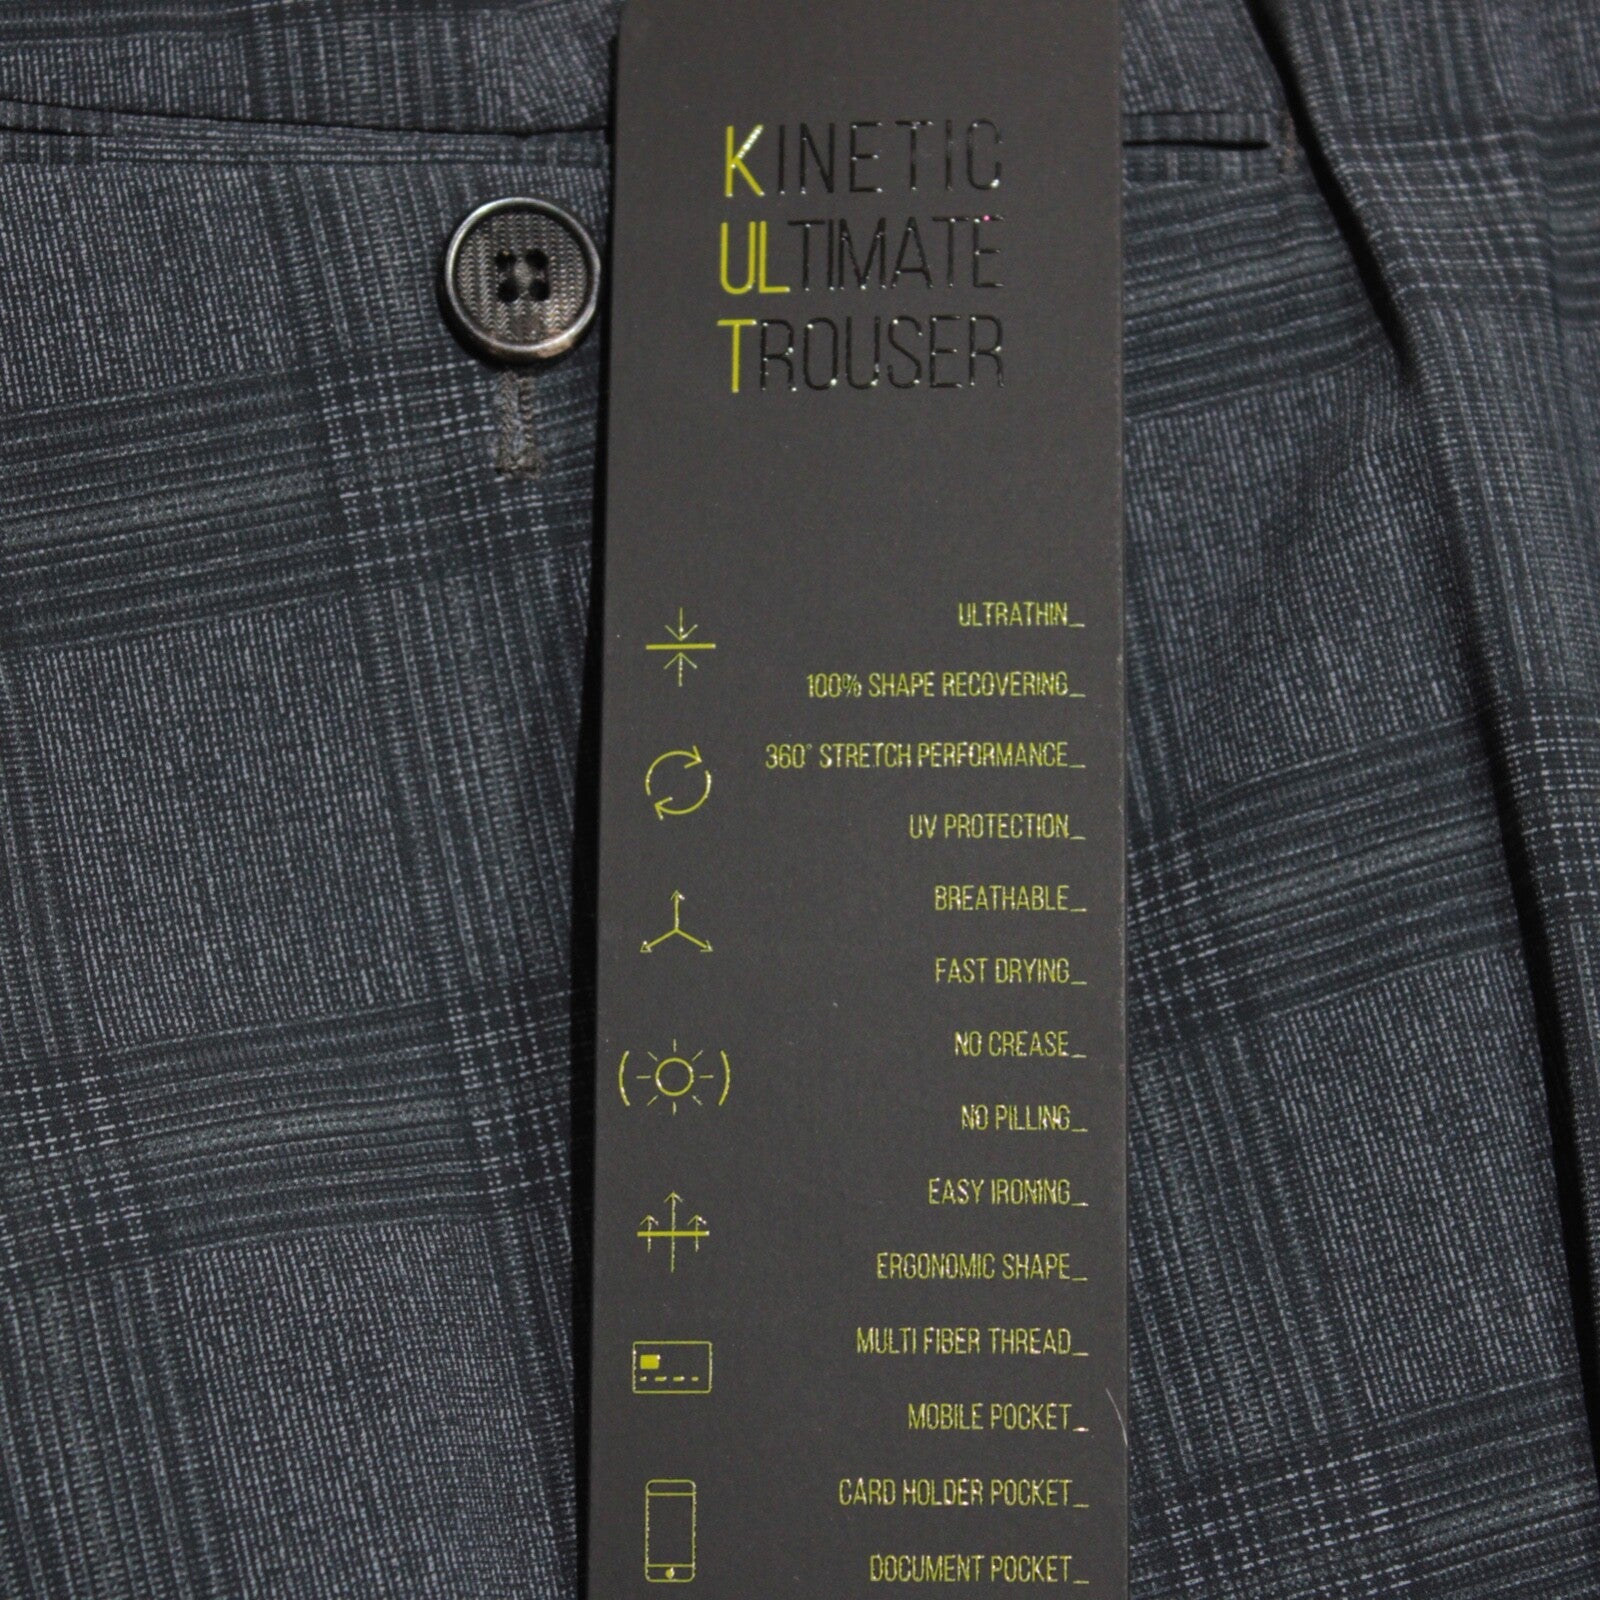 KINETIC
ULTIMATE
TROUSER
ULTRATHIN_
100% SHAPE RECOVERING_
360° STRETCH PERFORMANCE_
UV PROTECTION_
BREATHABLE_
FAST DRYING_
NO CREASE_
NO PILLING_
EASY IRONING_
ERGONOMIC SHAPE_
MULTI FIBER THREAD_
MOBILE POCKET_
CARD HOLDER POCKET_
DOCUMENT POCKET_